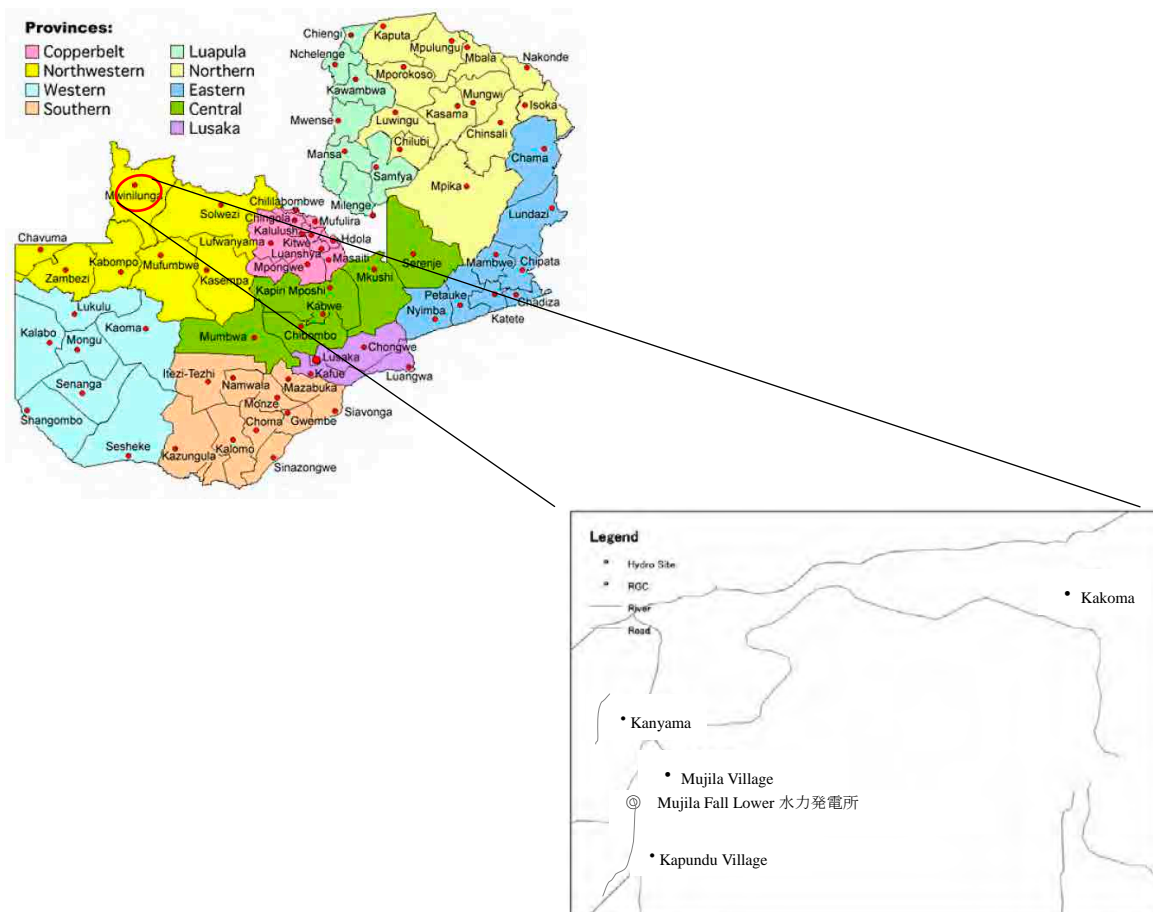 Provinces:
Copperbelt
Northwestern
Western
Southern
Luapula
Northern
Eastern
Central
Lusaka
Chiengi
Kaputa
Mpulungu
Mbala
Nakonde
Nchelenge
Mporokoso
Kawambwa
Mungwi
Isoka
Kasama
Mwense
Luwingu
Chinsali
Chilubi
Mansa
Chama
Samfya
Mpika
Mwinilunga
Milenge
Lundazi
Solwezi
Chililabombwe
Chingola
Mufulira
Kalulush
Hdola
Chavuma
Lufwanyama
Kitwe
Luanshya
Masaiti
Serenje
Mambwe
Chipata
Kabompo
Mufumbwe
Mpongwe
Mkushi
Zambezi
Kasempa
Kapiri Mposhi
Petauke
Chadiza
Lukulu
Kabwe
Nyimba
Katete
Kalabo
Kaoma
Mumbwa
Chibombo
Mongu
Lusaka
Chongwe
Itezi-Tezhi
Kafue
Luangwa
Senanga
Namwala
Mazabuka
Monze
Siavonga
Shangombo
Choma
Gwembe
Sesheke
Kalomo
Kazungula
Sinazongwe
Legend
Hydro Site
RGC
River
Road
Kakoma
Kanyama
Mujila Village
Mujila Fall Lower 水力発電所
Kapundu Village